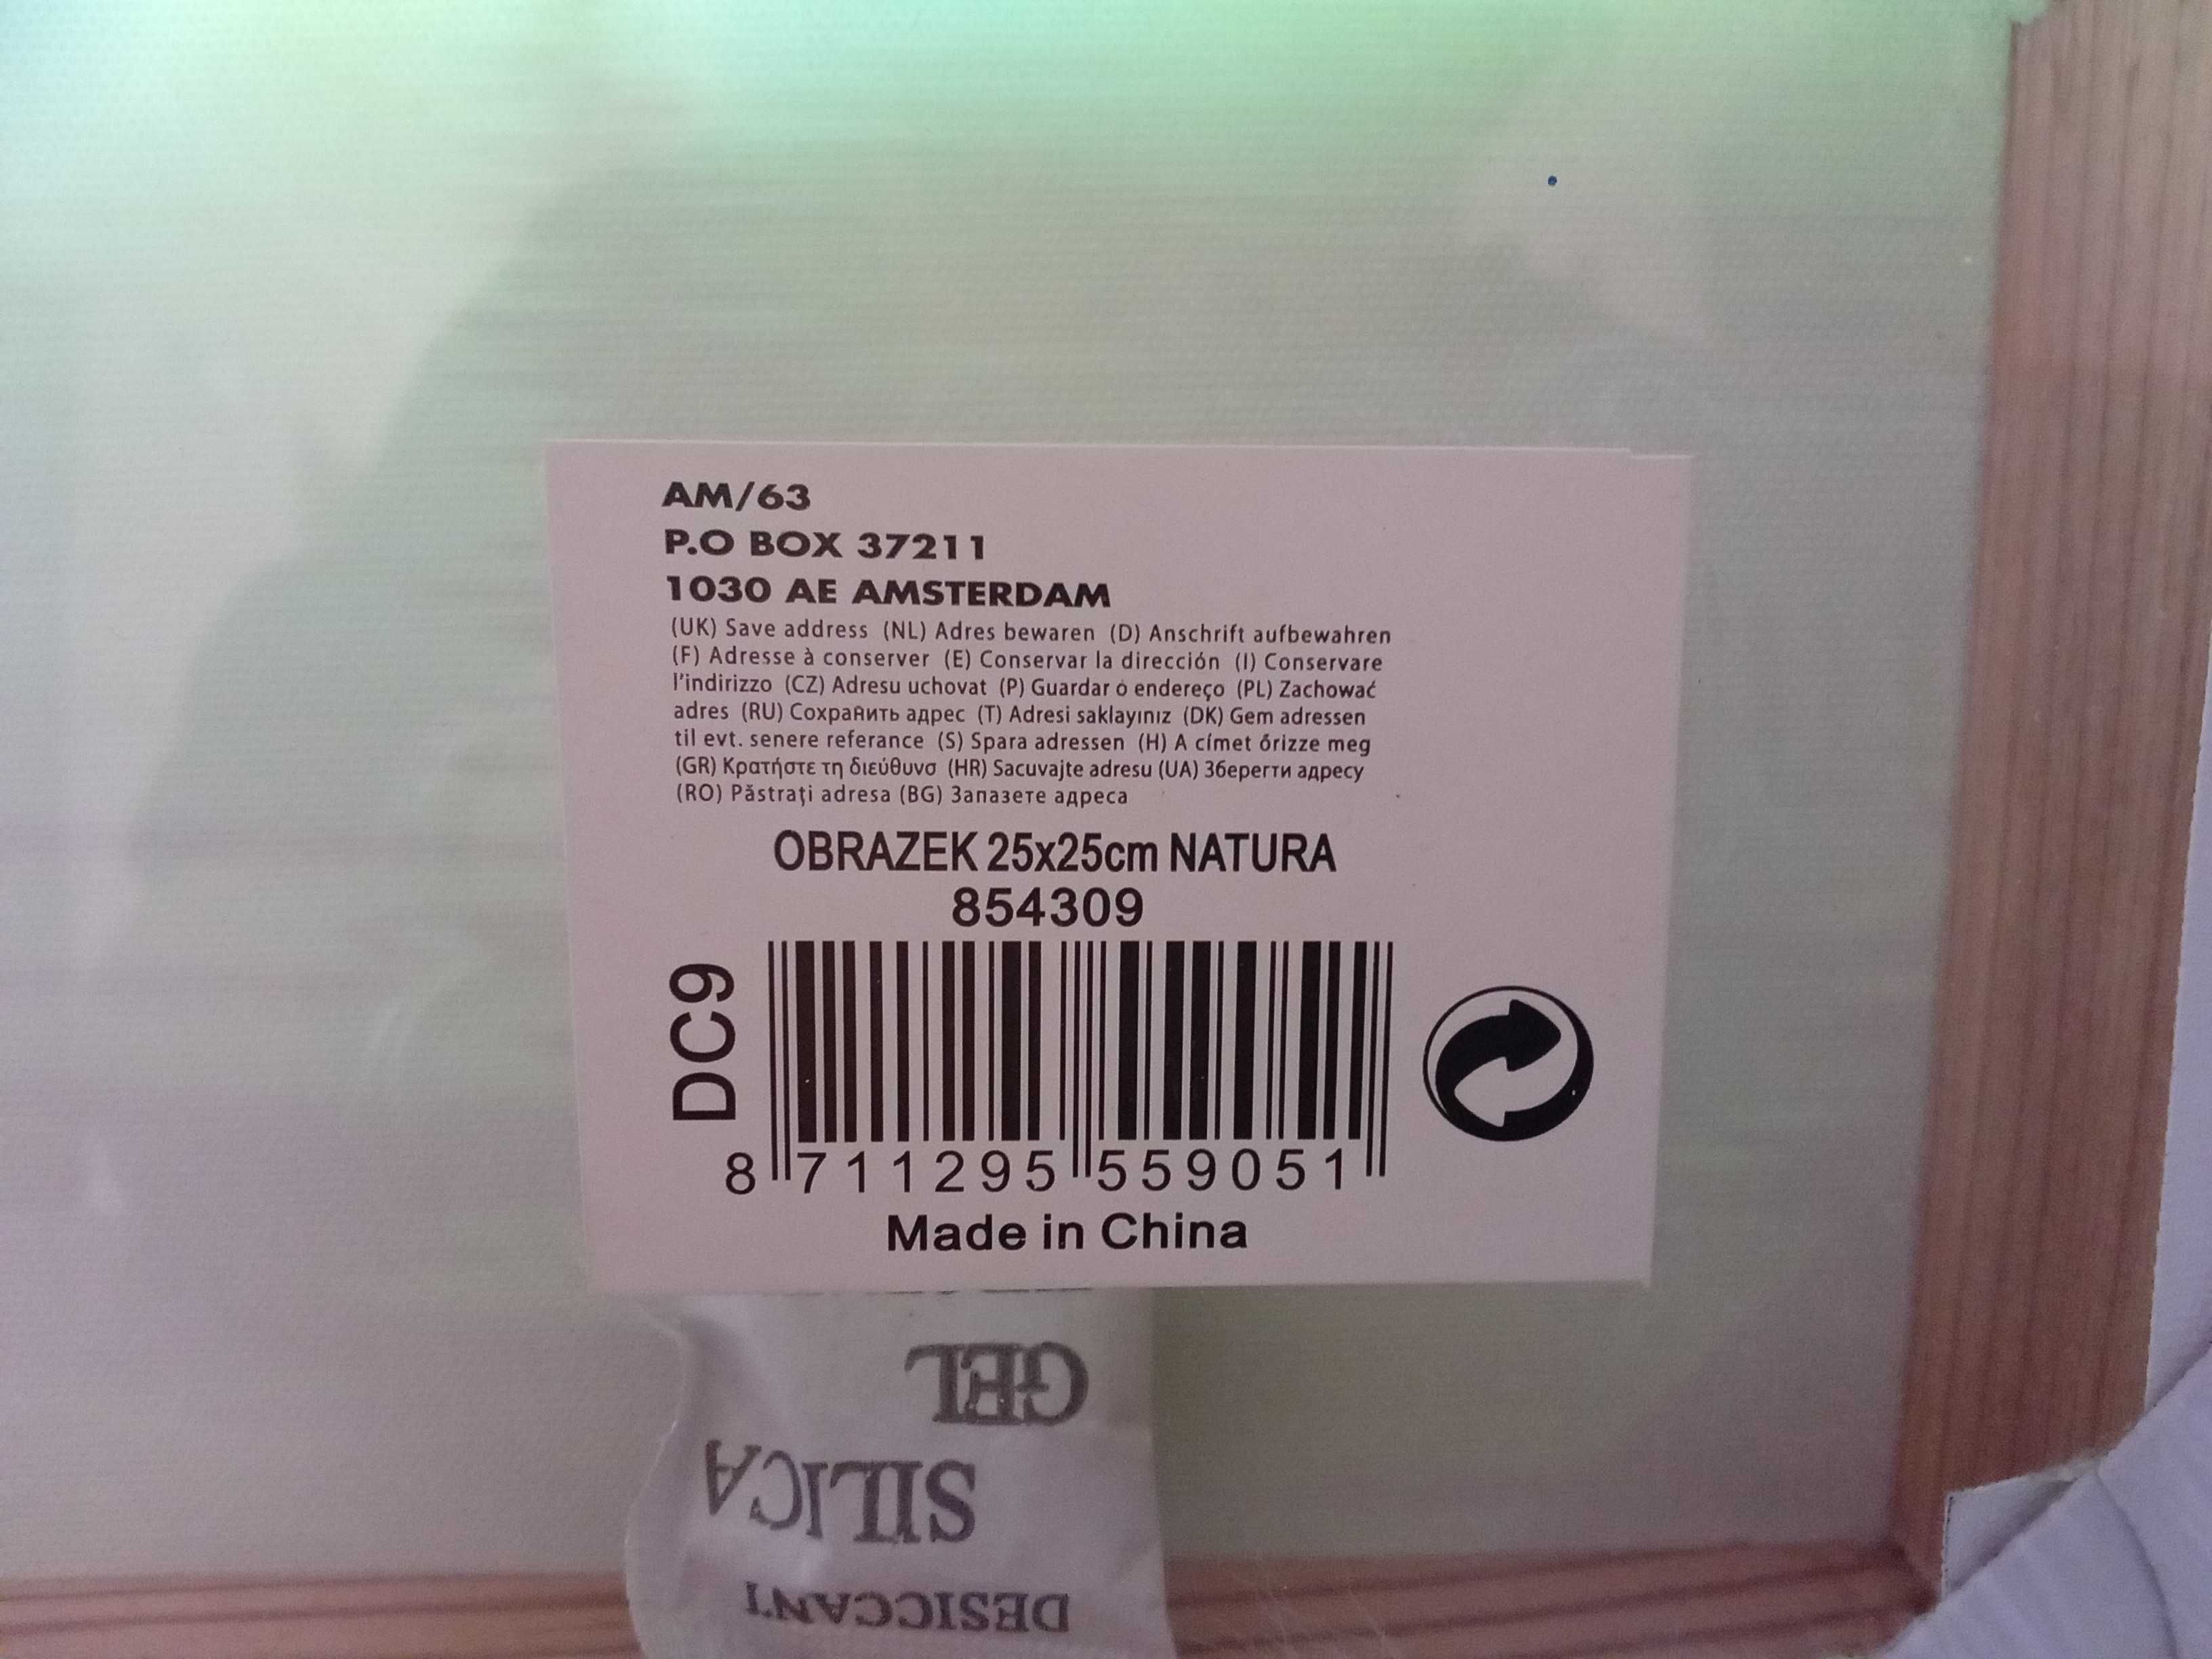 AM/63
P.O BOX 37211
1030 AE AMSTERDAM
(UK) Save address (NL) Adres bewaren (D) Anschrift aufbewahren
(F) Adresse à conserver (E) Conservar la dirección (I) Conservare
l'indirizzo (CZ) Adresu uchovat (P) Guardar o endereço (PL) Zachować
adres (RU) СохраЯить адрес (T) Adresi saklayınız (DK) Gem adressen
til evt. senere referance (S) Spara adressen (H) A címet őrizze meg
(GR) Κρατήστε τη διεύθυνσ (HR) Sacuvajte adresu (UA) Зберегти адресу
(RO) Păstrați adresa (BG) Запазете адреса
OBRAZEK 25x25cm NATURA
854309
DC9
8 711295 559051
Made in China
GEL
SILICA
DESICCANT